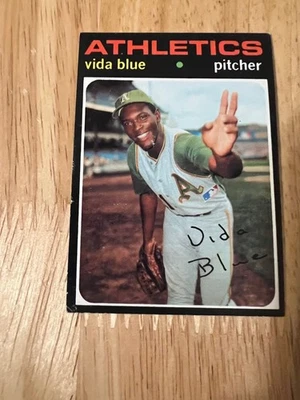 ATHLETICS
vida blue • pitcher
A
A
Vida
Blue